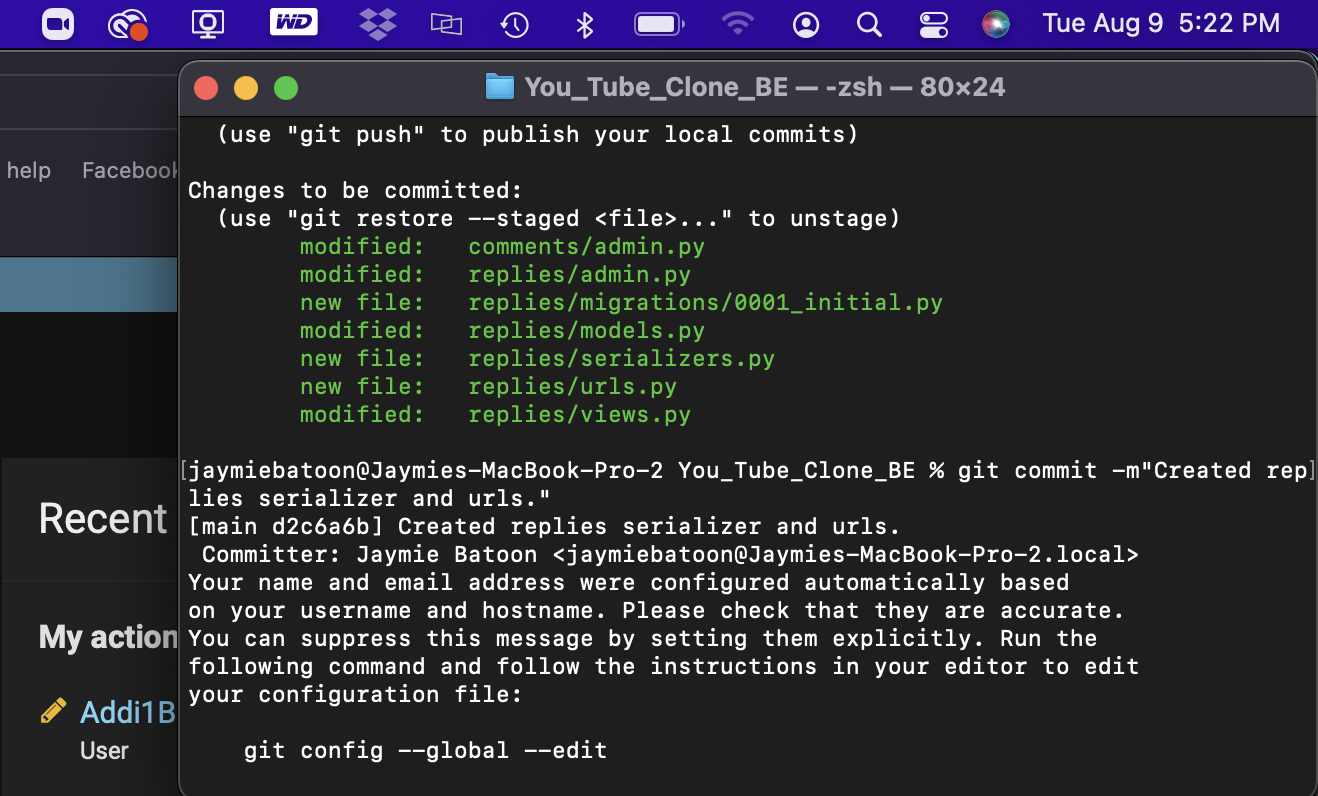 WD
Tue Aug 9 5:22 PM
You_Tube_Clone_BE — -zsh — 80×24
help Facebook
(use "git push" to publish your local commits)
Changes to be committed:
(use "git restore --staged <file>..." to unstage)
modified: comments/admin.py
modified: replies/admin.py
new file: replies/migrations/0001_initial.py
modified: replies/models.py
new file: replies/serializers.py
new file: replies/urls.py
modified: replies/views.py
[jaymiebatoon@Jaymies-MacBook-Pro-2 You_Tube_Clone_BE % git commit -m"Created rep]
lies serializer and urls."
[main d2c6a6b] Created replies serializer and urls.
Committer: Jaymie Batoon <jaymiebatoon@Jaymies-MacBook-Pro-2.local>
Your name and email address were configured automatically based
on your username and hostname. Please check that they are accurate.
You can suppress this message by setting them explicitly. Run the
following command and follow the instructions in your editor to edit
your configuration file:
git config --global --edit
Recent
My action
Addi1B
User